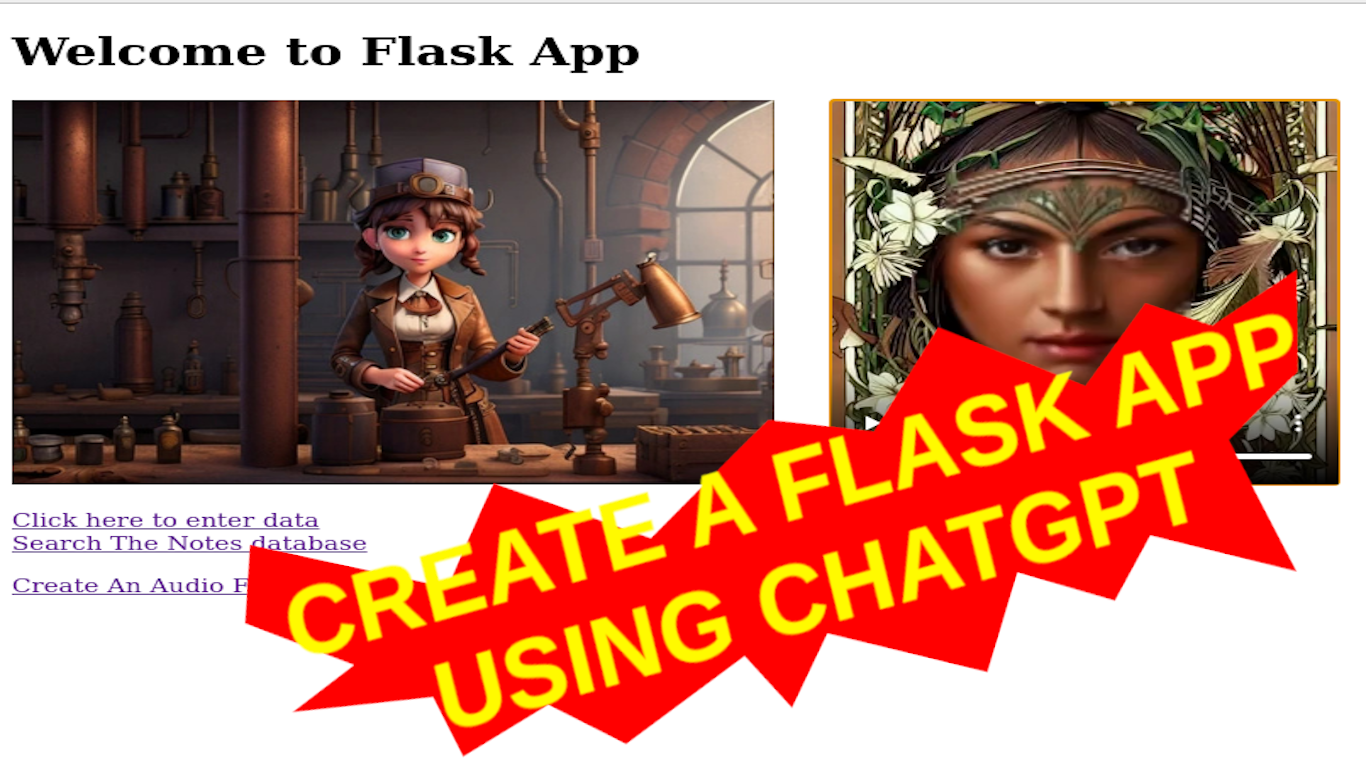 Welcome to Flask App
Click here to enter data
Search The Notes database
Create An Audio F
CREATE A FLASK APP
USING CHATGPT